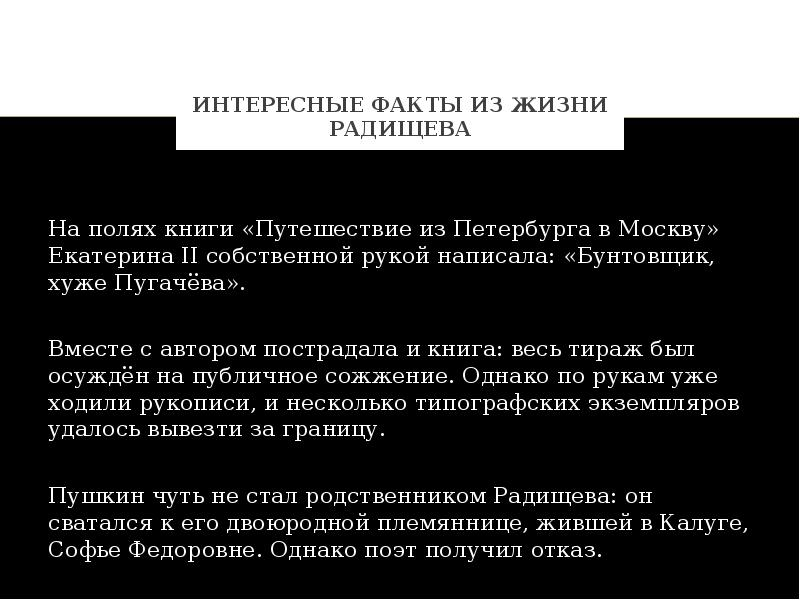 ИНТЕРЕСНЫЕ ФАКТЫ ИЗ ЖИЗНИ
РАДИЩЕВА
На полях книги «Путешествие из Петербурга в Москву»
Екатерина II собственной рукой написала: «Бунтовщик,
хуже Пугачёва».
Вместе с автором пострадала и книга: весь тираж был
осуждён на публичное сожжение. Однако по рукам уже
ходили рукописи, и несколько типографских экземпляров
удалось вывезти за границу.
Пушкин чуть не стал родственником Радищева: он
сватался к его двоюродной племяннице, жившей в Калуге,
Софье Федоровне. Однако поэт получил отказ.